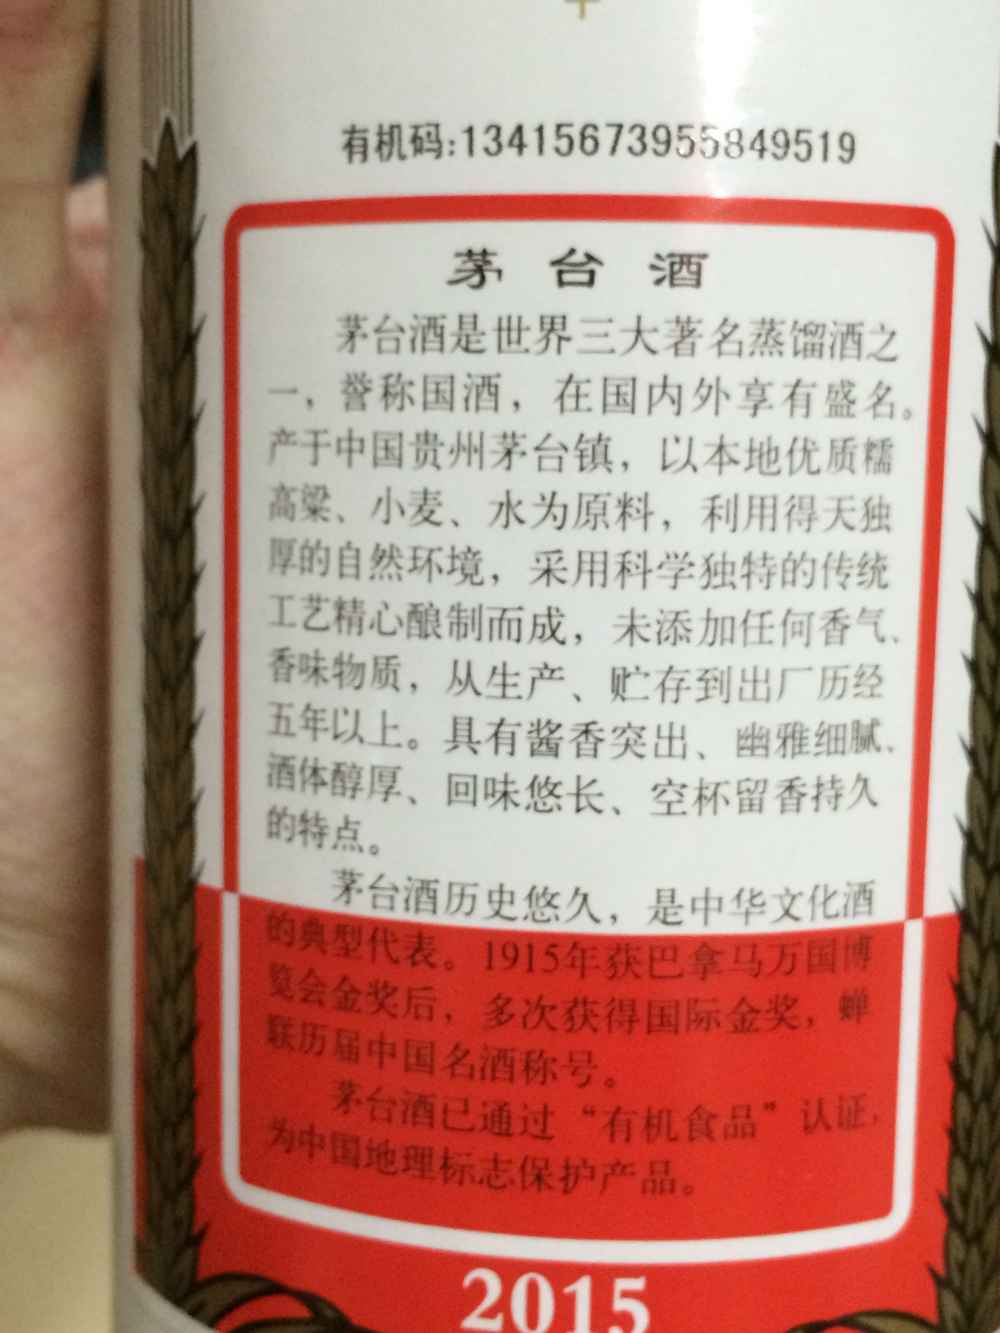 有机码:13415673955849519
茅台酒
茅台酒是世界三大著名蒸馏酒之
一，誉称国酒，在国内外享有盛名。
产于中国贵州茅台镇，以本地优质糯
高粱、小麦、水为原料，利用得天独
厚的自然环境，采用科学独特的传统
工艺精心酿制而成，未添加任何香气、
香味物质，从生产、贮存到出厂历经
五年以上。具有酱香突出、幽雅细腻、
酒体醇厚、回味悠长、空杯留香持久
的特点。
茅台酒历史悠久，是中华文化酒
的典型代表。1915年获巴拿马万国博
览会金奖后，多次获得国际金奖，蝉
联历届中国名酒称号。
茅台酒已通过“有机食品”认证，
为中国地理标志保护产品。
2015